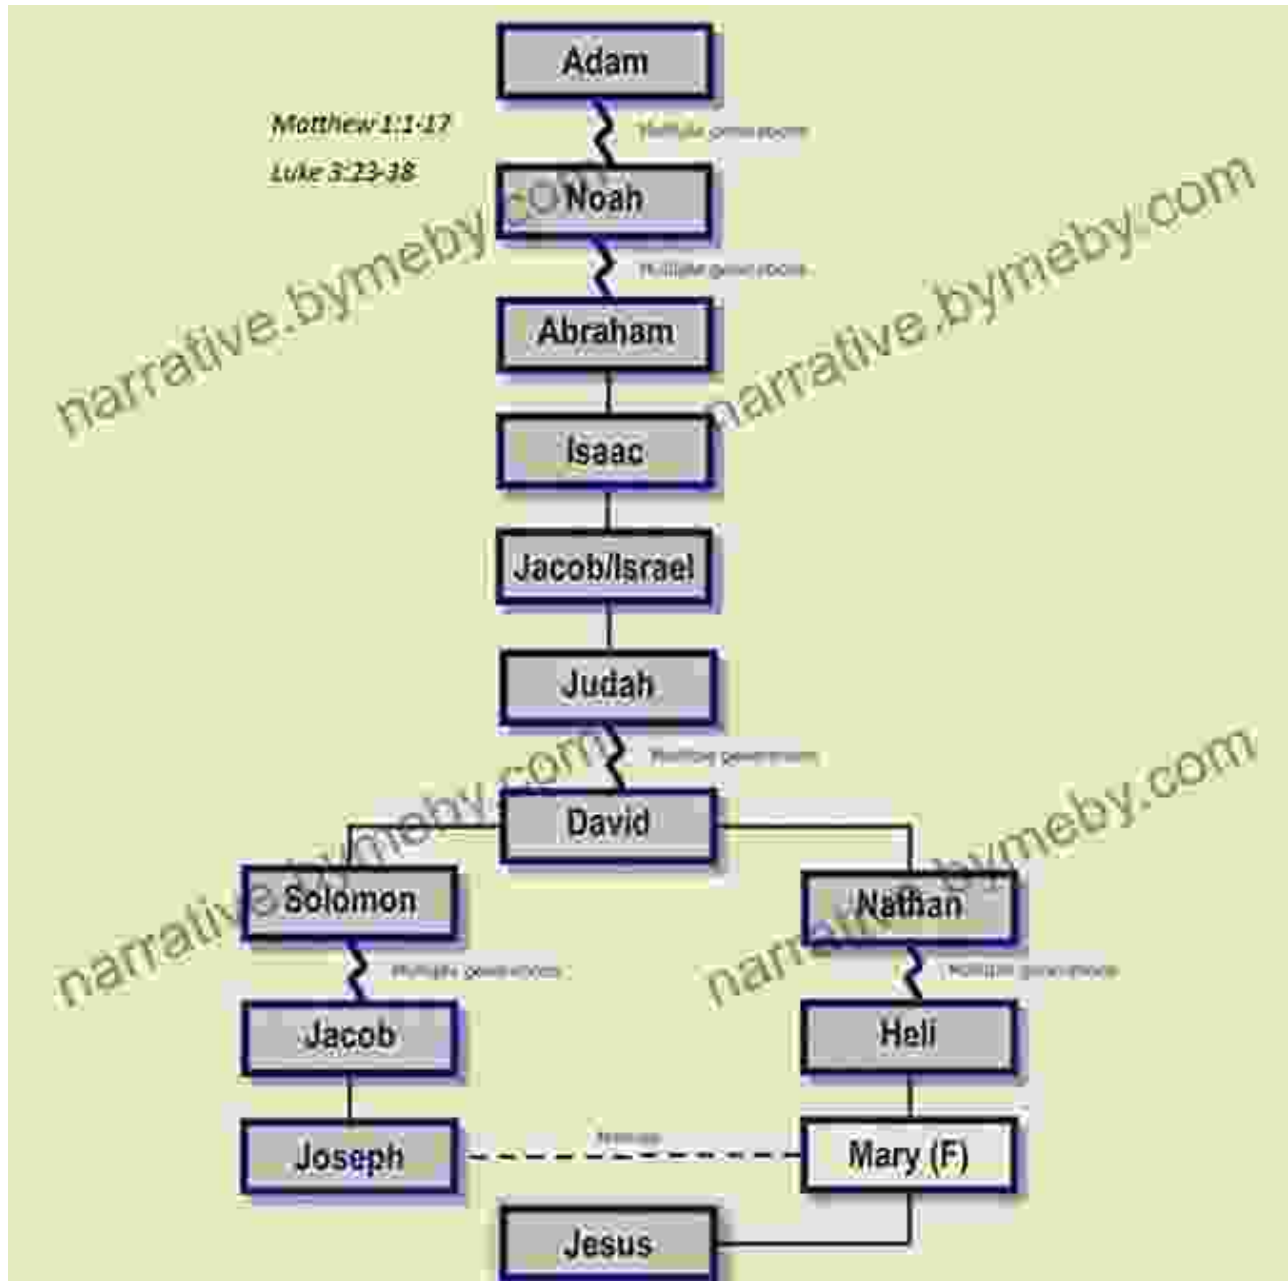 Adam
Matthew 1:1-17
Multiple generations
Luke 3:23-38
Noah
Multiple generations
Abraham
Isaac
Jacob/Israel
Judah
Multiple generations
David
Solomon
Nathan
Multiple generations
Multiple generations
Jacob
Heli
Joseph
Mary (F)
Jesus
narrative.bymeby.com
narrative.bymeby.com
narrative.bymeby.com
narrative.bymeby.com